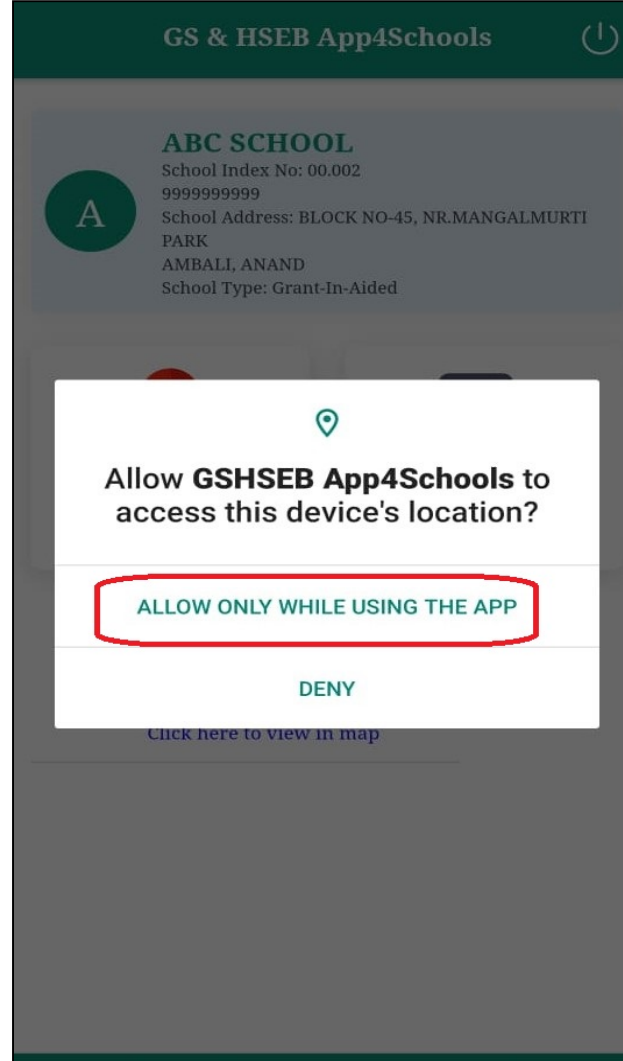 GS & HSEB App4Schools
ABC SCHOOL
School Index No: 00.002
9999999999
A
School Address: BLOCK NO-45, NR.MANGALMURTI
PARK
AMBALI, ANAND
School Type: Grant-In-Aided
Allow GSHSEB App4Schools to
access this device's location?
ALLOW ONLY WHILE USING THE APP
DENY
Click here to view in map